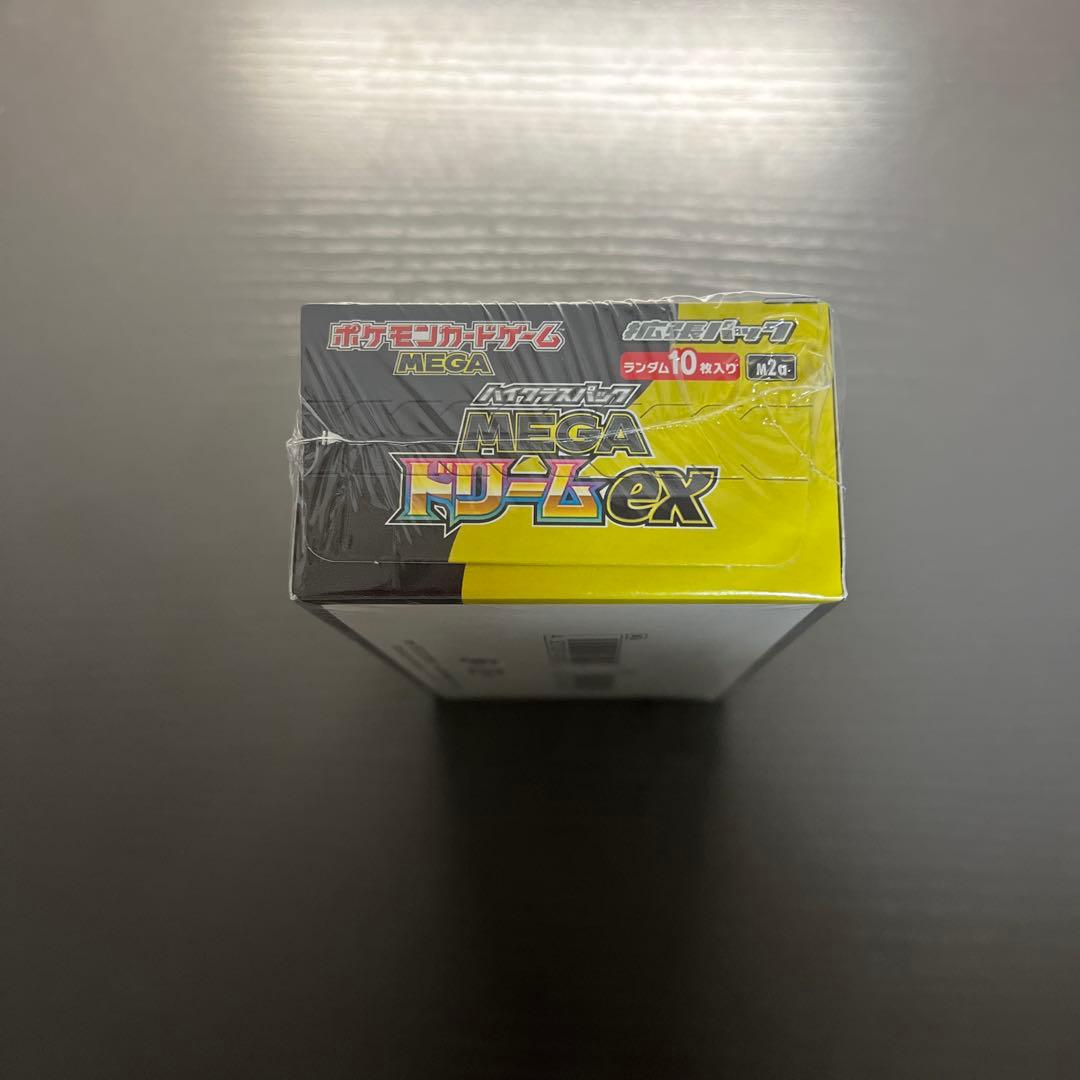 ポケモンカードゲーム
MEGA
拡張パック
ランダム10枚入り
M2a
ハイクラスパック
MEGA
ドリームex